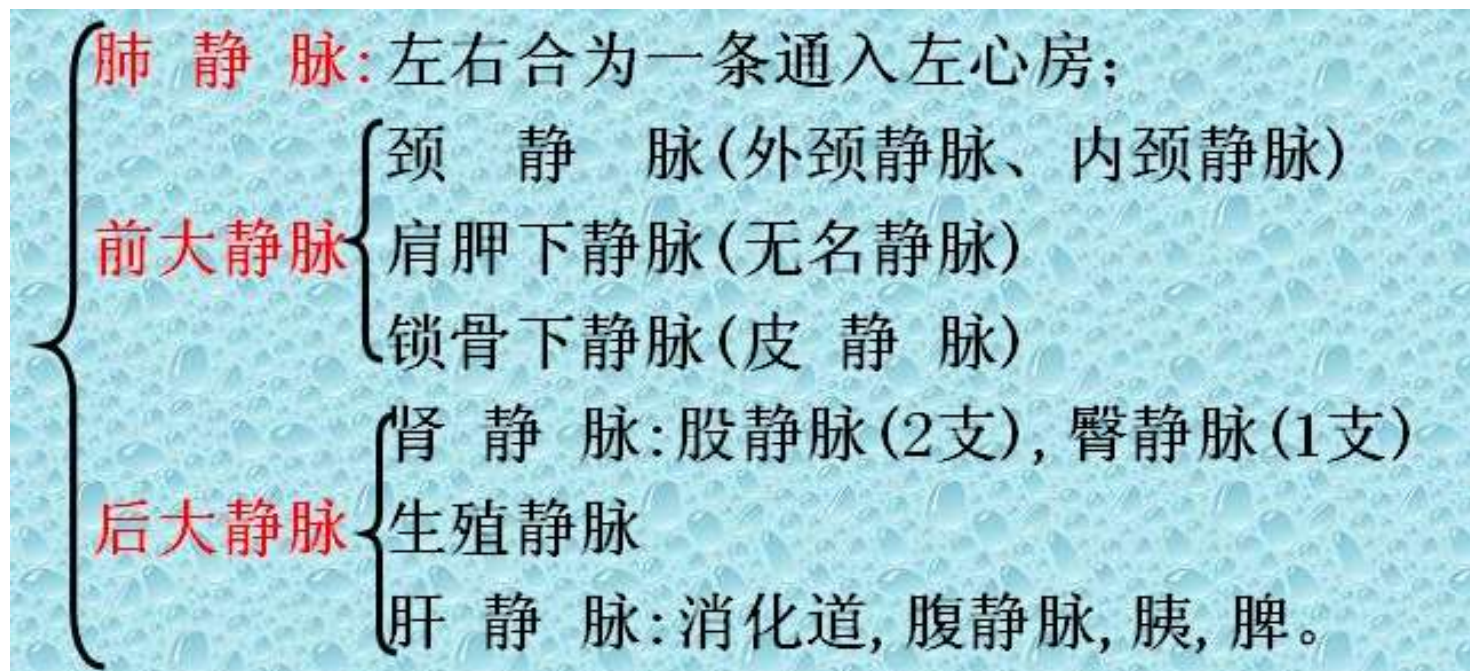 肺静脉:左右合为一条通入左心房;
颈静脉(外颈静脉、内颈静脉)
前大静脉
肩胛下静脉(无名静脉)
锁骨下静脉(皮静脉)
肾静脉:股静脉(2支),臀静脉(1支)
后大静脉
生殖静脉
肝静脉:消化道,腹静脉,胰,脾。